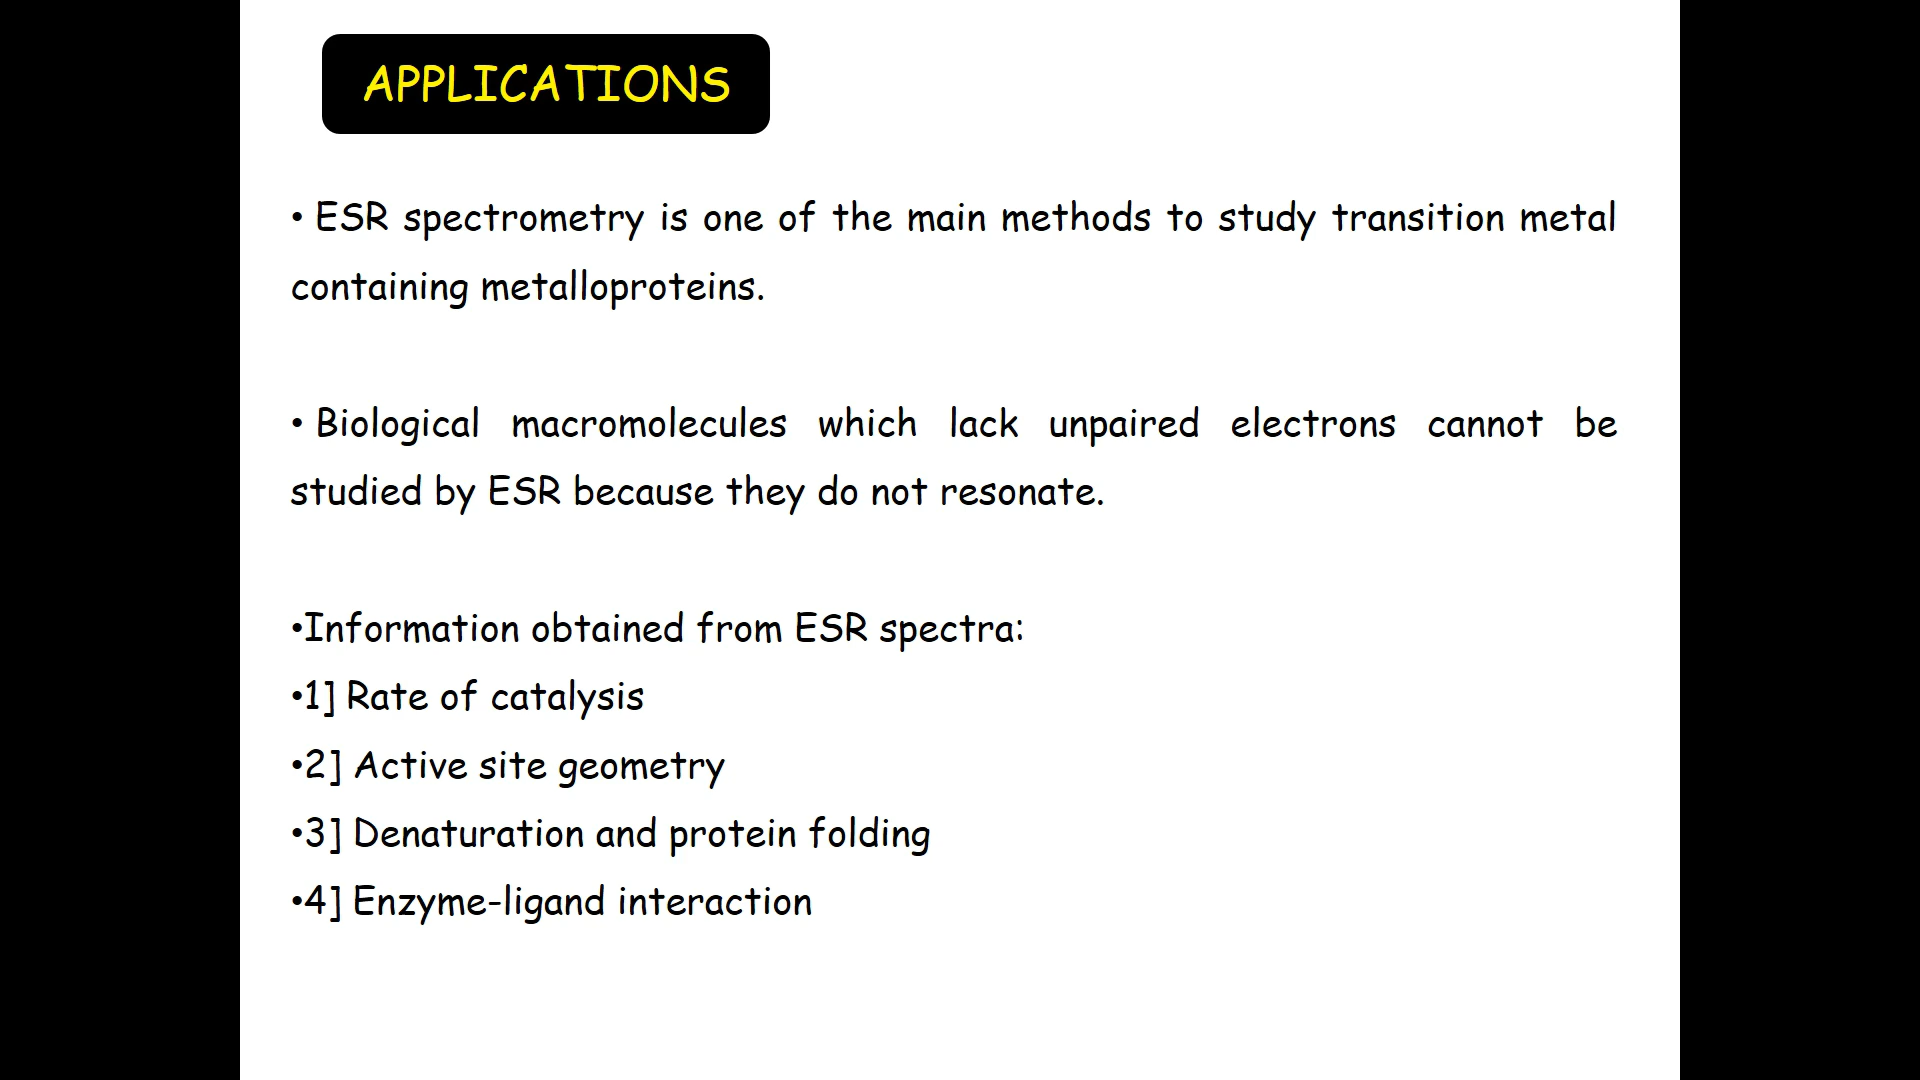 APPLICATIONS
• ESR spectrometry is one of the main methods to study transition metal
containing metalloproteins.
• Biological macromolecules which lack unpaired electrons cannot be
studied by ESR because they do not resonate.
•Information obtained from ESR spectra:
•1] Rate of catalysis
•2] Active site geometry
•3] Denaturation and protein folding
•4] Enzyme-ligand interaction